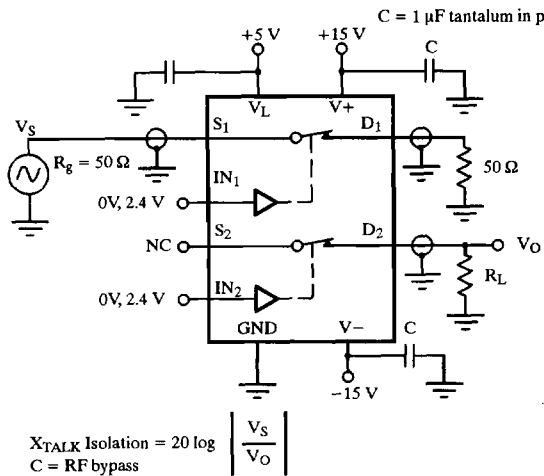 C = 1 µF tantalum in p
+5 V
+15 V
C
V_L
V+
V_S
S_1
D_1
R_g = 50 Ω
50 Ω
IN_1
0V, 2.4 V
S_2
D_2
NC
V_O
R_L
0V, 2.4 V
IN_2
GND
V−
C
−15 V
X_TALK Isolation = 20 log | V_S / V_O |
C = RF bypass